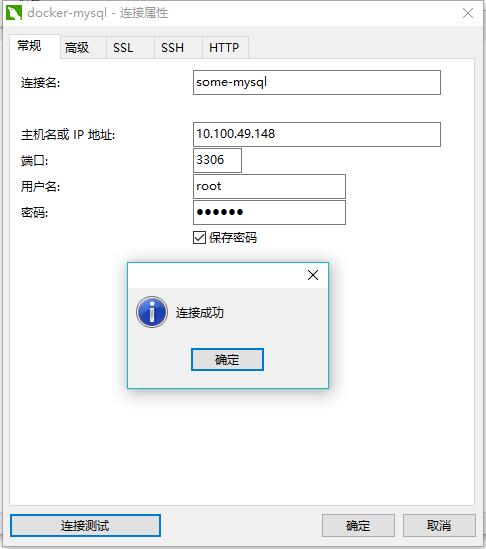 docker-mysql - 连接属性
常规 高级 SSL SSH HTTP
连接名: some-mysql
主机名或 IP 地址: 10.100.49.148
端口: 3306
用户名: root
密码: ●●●●●●
保存密码
连接成功
确定
连接测试 确定 取消